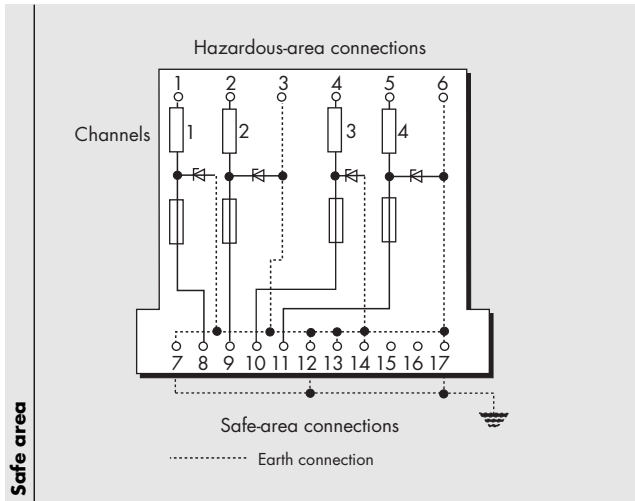 Hazardous-area connections
1 2 3 4 5 6
Channels
1 2 3 4
7 8 9 10 11 12 13 14 15 16 17
Safe-area connections
Earth connection
Safe area